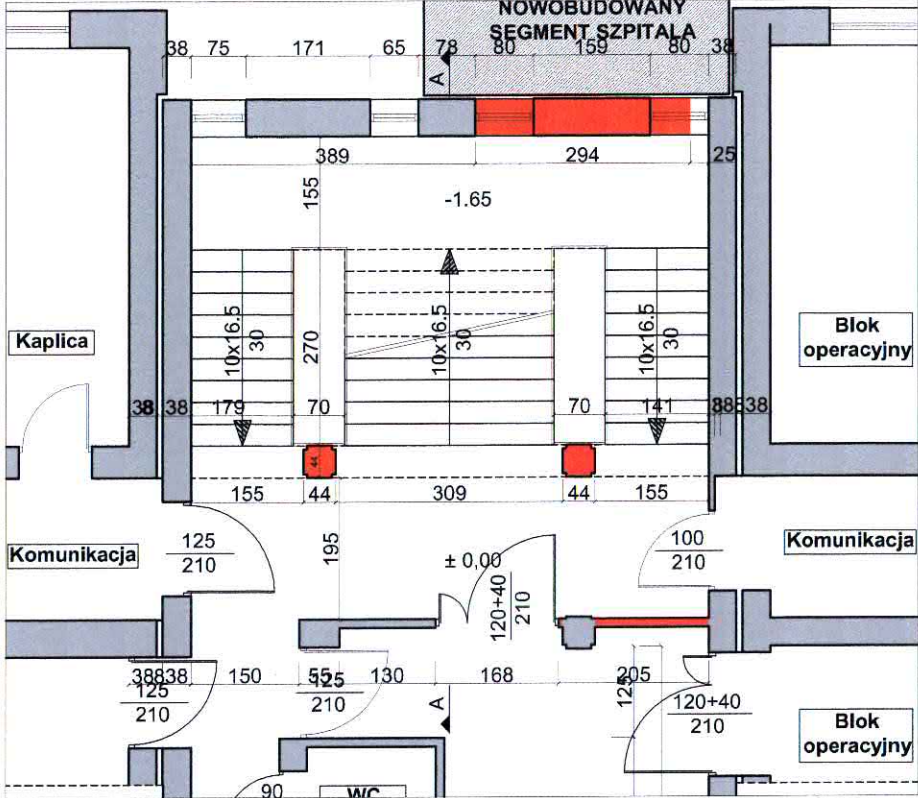 NOWOBUDOWANY
SEGMENT SZPITALA
38 75 171 65 78 80 159 80 38
A
389 294 25
155
-1.65
10x16.5
30
270
10x16.5
30
10x16.5
30
Kaplica
Blok
operacyjny
38 38 179 70 70 141 38
44
155 44 309 44 155
Komunikacja
125
210
195
± 0,00
120+40
210
100
210
Komunikacja
38 38 150 55 130 168 205
125
210
125
210
A
125
120+40
210
Blok
operacyjny
90
WC